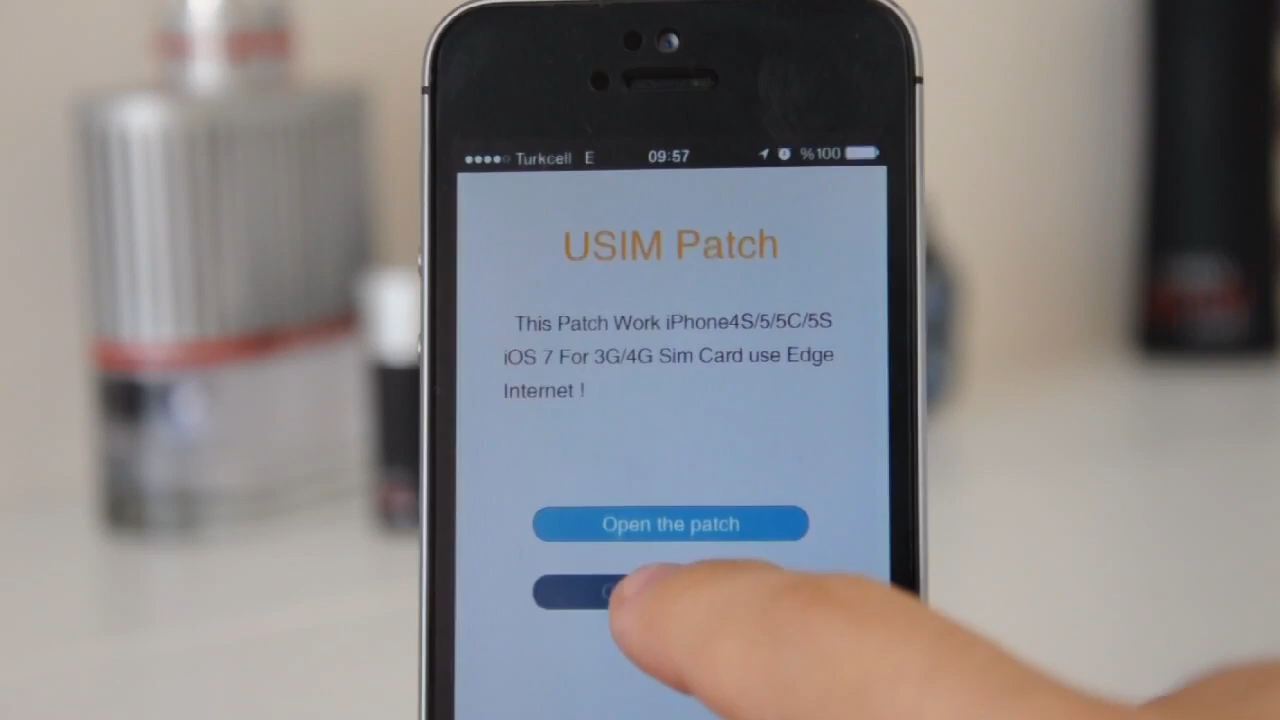 Turkcell E 09:57 %100
USIM Patch
This Patch Work iPhone4S/5/5C/5S
iOS 7 For 3G/4G Sim Card use Edge
Internet !
Open the patch